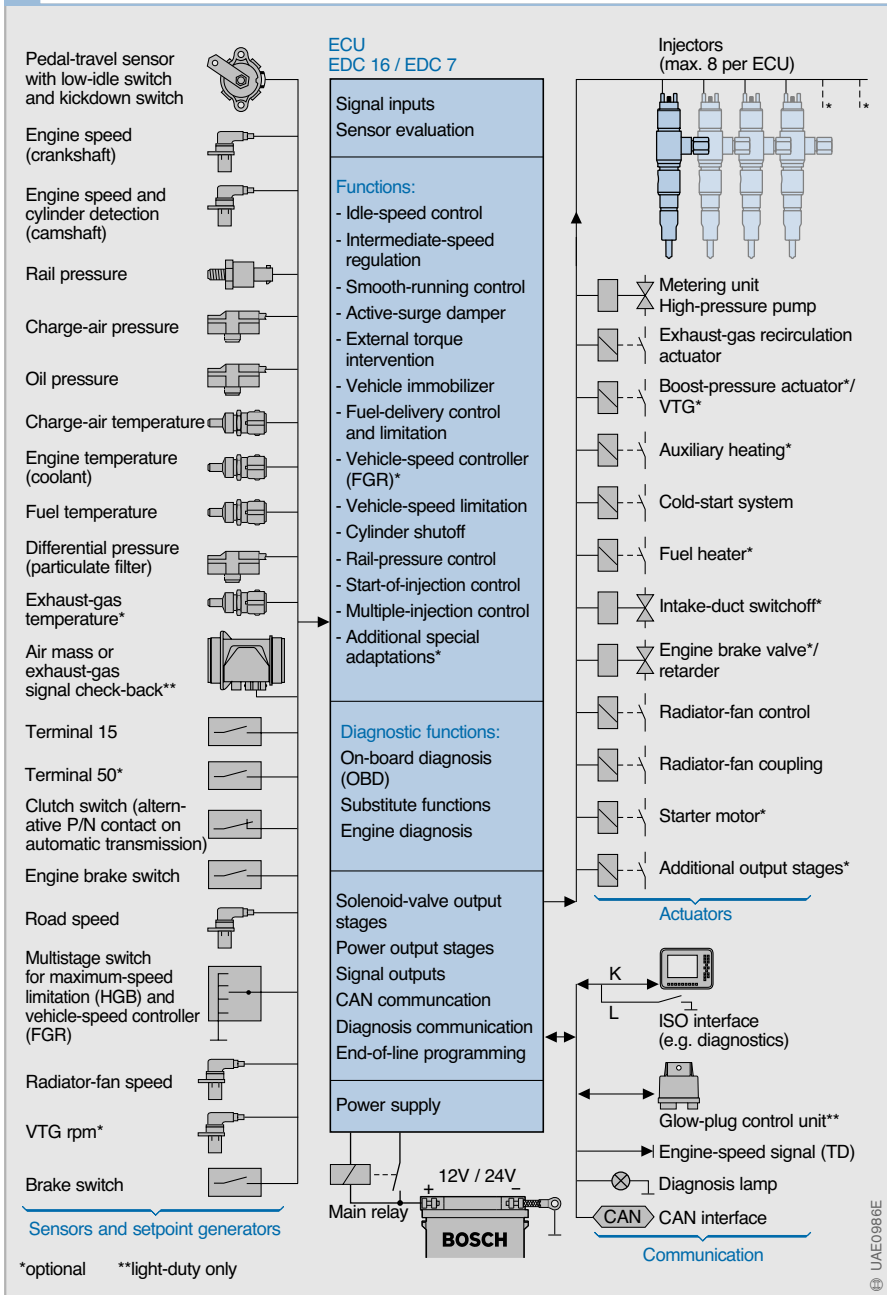 Pedal-travel sensor
with low-idle switch
and kickdown switch
Engine speed
(crankshaft)
Engine speed and
cylinder detection
(camshaft)
Rail pressure
Charge-air pressure
Oil pressure
Charge-air temperature
Engine temperature
(coolant)
Fuel temperature
Differential pressure
(particulate filter)
Exhaust-gas
temperature*
Air mass or
exhaust-gas
signal check-back**
Terminal 15
Terminal 50*
Clutch switch (altern-
ative P/N contact on
automatic transmission)
Engine brake switch
Road speed
Multistage switch
for maximum-speed
limitation (HGB) and
vehicle-speed controller
(FGR)
Radiator-fan speed
VTG rpm*
Brake switch
Sensors and setpoint generators
*optional **light-duty only
ECU
EDC 16 / EDC 7
Signal inputs
Sensor evaluation
Functions:
- Idle-speed control
- Intermediate-speed
regulation
- Smooth-running control
- Active-surge damper
- External torque
intervention
- Vehicle immobilizer
- Fuel-delivery control
and limitation
- Vehicle-speed controller
(FGR)*
- Vehicle-speed limitation
- Cylinder shutoff
- Rail-pressure control
- Start-of-injection control
- Multiple-injection control
- Additional special
adaptations*
Diagnostic functions:
On-board diagnosis
(OBD)
Substitute functions
Engine diagnosis
Solenoid-valve output
stages
Power output stages
Signal outputs
CAN communcation
Diagnosis communication
End-of-line programming
Power supply
12V / 24V
+ −
Main relay
BOSCH
Injectors
(max. 8 per ECU)
* *
Metering unit
High-pressure pump
Exhaust-gas recirculation
actuator
Boost-pressure actuator*/
VTG*
Auxiliary heating*
Cold-start system
Fuel heater*
Intake-duct switchoff*
Engine brake valve*/
retarder
Radiator-fan control
Radiator-fan coupling
Starter motor*
Additional output stages*
Actuators
K
L
ISO interface
(e.g. diagnostics)
Glow-plug control unit**
Engine-speed signal (TD)
Diagnosis lamp
CAN CAN interface
Communication
UAE0986E